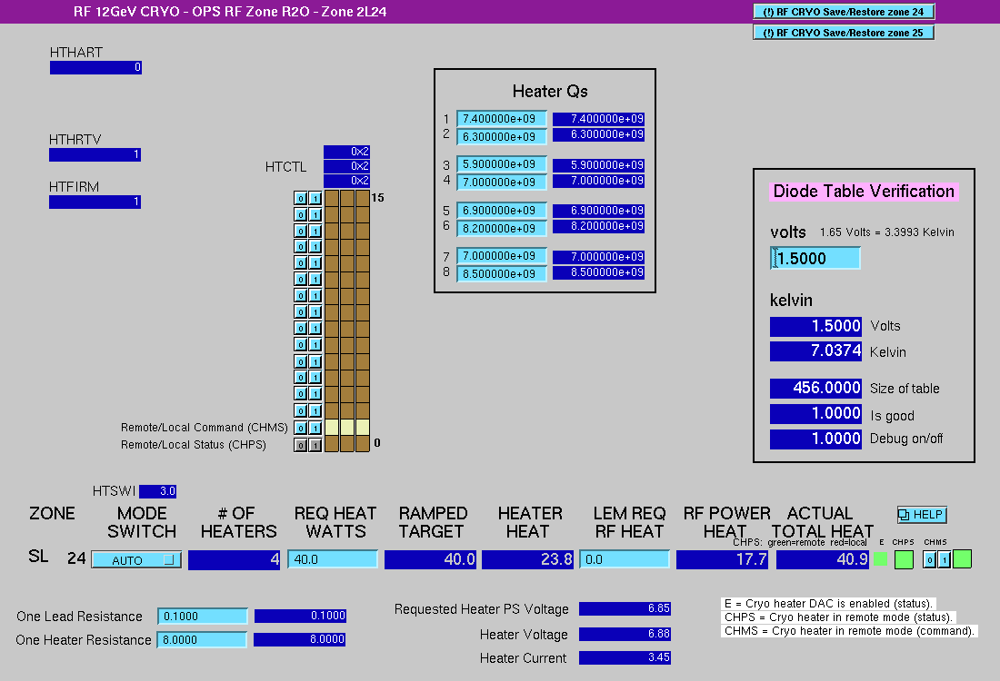 RF 12GeV CRYO - OPS RF Zone R2O - Zone 2L24
(!) RF CRYO Save/Restore zone 24
(!) RF CRYO Save/Restore zone 25
HTHART
0
HTHRTV
1
HTFIRM
1
HTCTL
0x2
0x2
0x2
0 1 15
0 1
0 1
0 1
0 1
0 1
0 1
0 1
0 1
0 1
0 1
0 1
0 1
0 1
Remote/Local Command (CHMS) 0 1
Remote/Local Status (CHPS) 0 1 0
Heater Qs
1 7.400000e+09 7.400000e+09
2 6.300000e+09 6.300000e+09
3 5.900000e+09 5.900000e+09
4 7.000000e+09 7.000000e+09
5 6.900000e+09 6.900000e+09
6 8.200000e+09 8.200000e+09
7 7.000000e+09 7.000000e+09
8 8.500000e+09 8.500000e+09
Diode Table Verification
volts 1.65 Volts = 3.3993 Kelvin
1.5000
kelvin
1.5000 Volts
7.0374 Kelvin
456.0000 Size of table
1.0000 Is good
1.0000 Debug on/off
HTSWI 3.0
ZONE MODE # OF REQ HEAT RAMPED HEATER LEM REQ RF POWER ACTUAL HELP
SWITCH HEATERS WATTS TARGET HEAT RF HEAT HEAT TOTAL HEAT
CHPS: green=remote red=local E CHPS CHMS
SL 24 AUTO 4 40.0 40.0 23.8 0.0 17.7 40.9 0 1
One Lead Resistance 0.1000 0.1000
One Heater Resistance 8.0000 8.0000
Requested Heater PS Voltage 6.85
Heater Voltage 6.88
Heater Current 3.45
E = Cryo heater DAC is enabled (status).
CHPS = Cryo heater in remote mode (status).
CHMS = Cryo heater in remote mode (command).